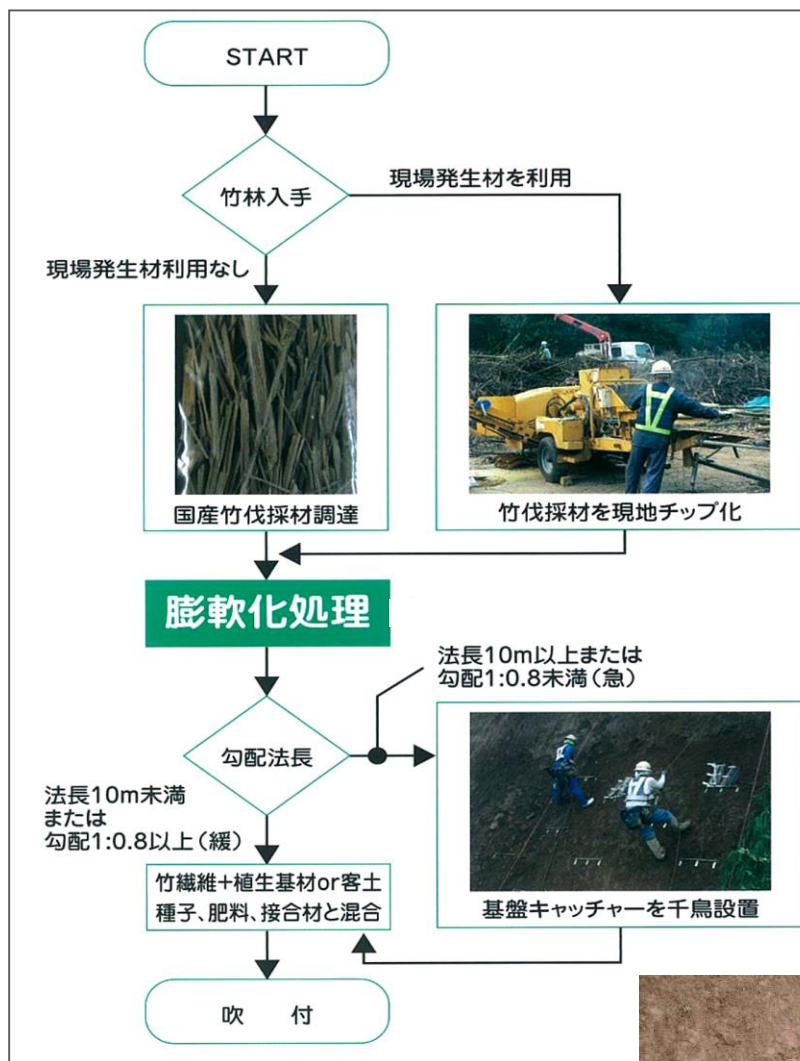 START
竹林入手
現場発生材を利用
現場発生材利用なし
国産竹伐採材調達
竹伐採材を現地チップ化
膨軟化処理
法長10m以上または
勾配1:0.8未満(急)
勾配法長
法長10m未満
または
勾配1:0.8以上(緩)
竹繊維+植生基材or客土
種子、肥料、接合材と混合
基盤キャッチャーを千鳥設置
吹 付